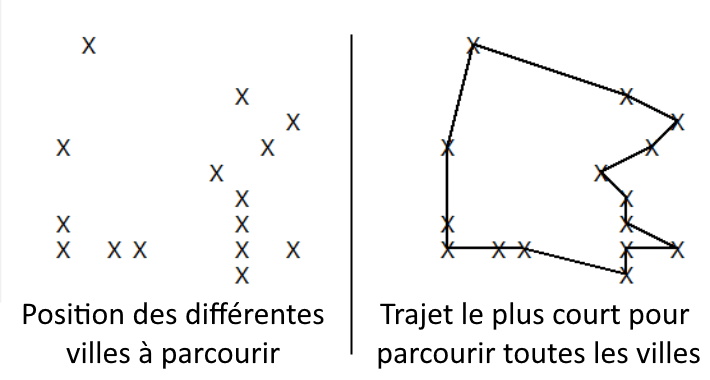 Position des différentes
villes à parcourir
Trajet le plus court pour
parcourir toutes les villes